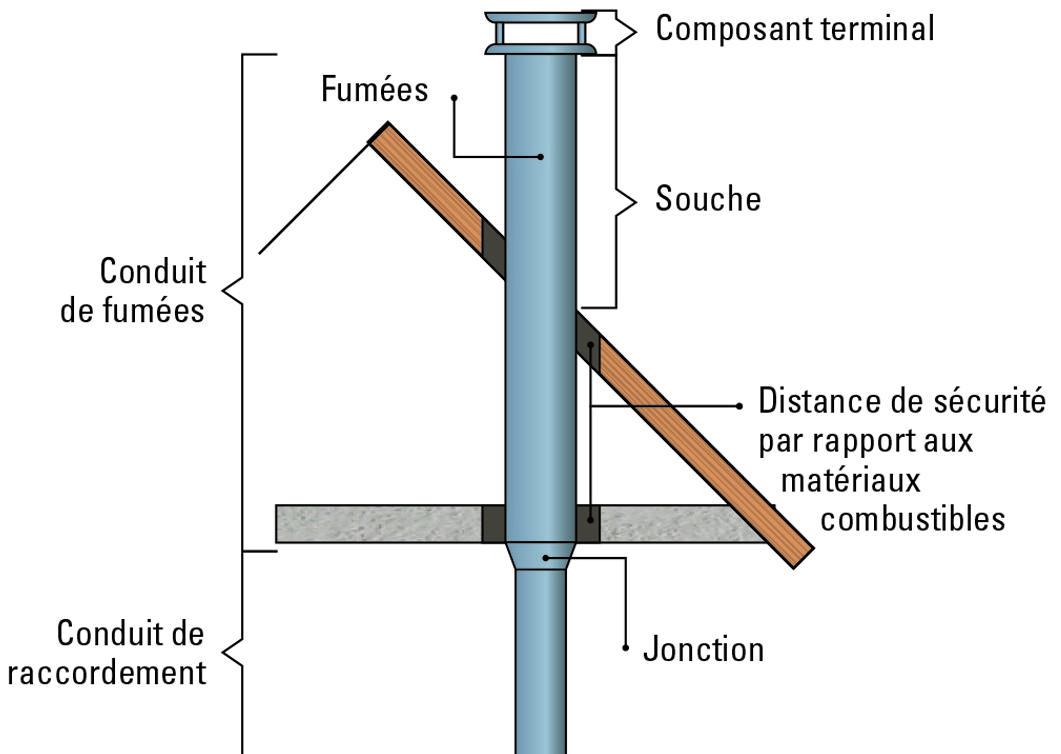 Composant terminal
Fumées
Souche
Conduit
de fumées
Distance de sécurité
par rapport aux
matériaux
combustibles
Conduit de
raccordement
Jonction